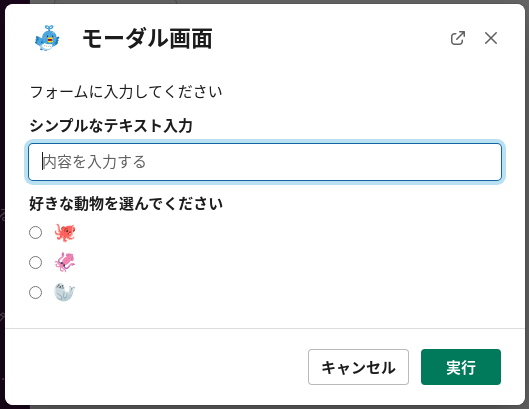 モーダル画面
フォームに入力してください
シンプルなテキスト入力
内容を入力する
好きな動物を選んでください
キャンセル
実行